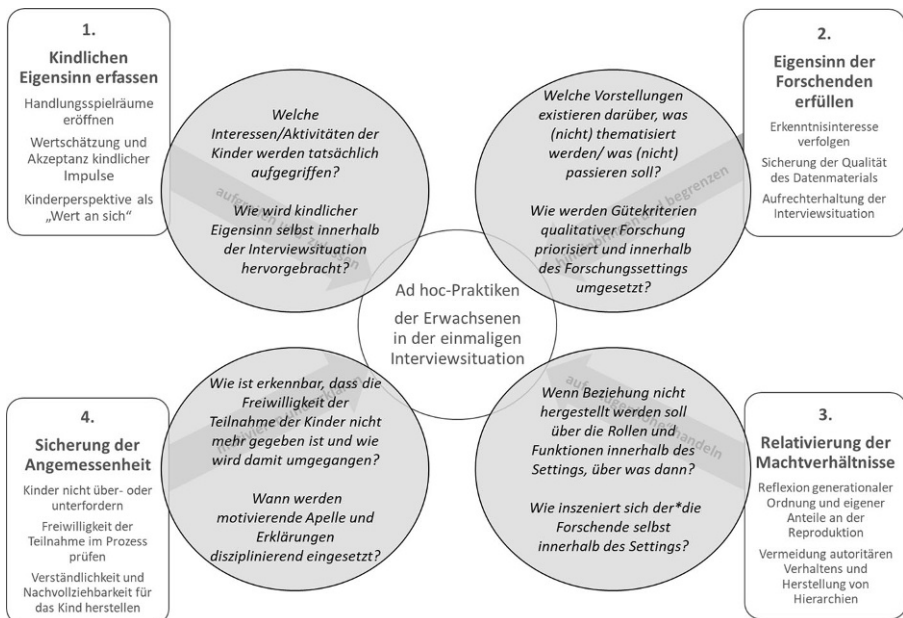 1.
Kindlichen
Eigensinn erfassen
Handlungsspielräume
eröffnen
Wertschätzung und
Akzeptanz kindlicher
Impulse
Kinderperspektive als
„Wert an sich“
Welche
Interessen/Aktivitäten der
Kinder werden tatsächlich
aufgegriffen?
Wie wird kindlicher
Eigensinn selbst innerhalb
der Interviewsituation
hervorgebracht?
Welche Vorstellungen
existieren darüber, was
(nicht) thematisiert
werden/ was (nicht)
passieren soll?
Wie werden Gütekriterien
qualitativer Forschung
priorisiert und innerhalb
des Forschungssettings
umgesetzt?
und begrenzen
2.
Eigensinn der
Forschenden
erfüllen
Erkenntnisinteresse
verfolgen
Sicherung der Qualität
des Datenmaterials
Aufrechterhaltung der
Interviewsituation
Ad hoc-Praktiken
der Erwachsenen
in der einmaligen
Interviewsituation
4.
Sicherung der
Angemessenheit
Kinder nicht über- oder
unterfordern
Freiwilligkeit der
Teilnahme im Prozess
prüfen
Verständlichkeit und
Nachvollziehbarkeit für
das Kind herstellen
Wie ist erkennbar, dass die
Freiwilligkeit der
Teilnahme der Kinder nicht
mehr gegeben ist und wie
wird damit umgegangen?
Wann werden
motivierende Apelle und
Erklärungen
disziplinierend eingesetzt?
Wenn Beziehung nicht
hergestellt werden soll
über die Rollen und
Funktionen innerhalb des
Settings, über was dann?
Wie inszeniert sich der*die
Forschende selbst
innerhalb des Settings?
3.
Relativierung der
Machtverhältnisse
Reflexion generationaler
Ordnung und eigener
Anteile an der
Reproduktion
Vermeidung autoritären
Verhaltens und
Herstellung von
Hierarchien